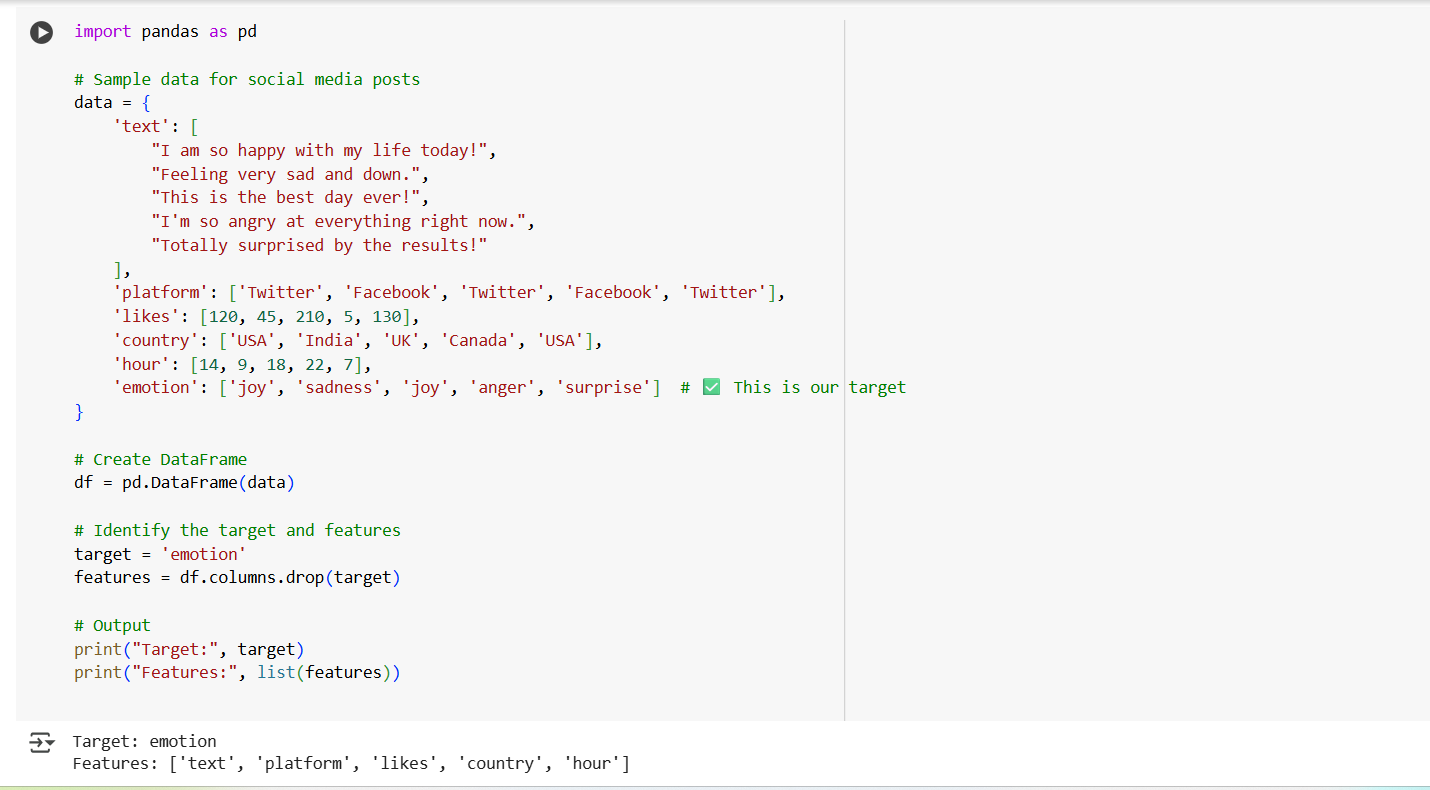 import pandas as pd
# Sample data for social media posts
data = {
    'text': [
        "I am so happy with my life today!",
        "Feeling very sad and down.",
        "This is the best day ever!",
        "I'm so angry at everything right now.",
        "Totally surprised by the results!"
    ],
    'platform': ['Twitter', 'Facebook', 'Twitter', 'Facebook', 'Twitter'],
    'likes': [120, 45, 210, 5, 130],
    'country': ['USA', 'India', 'UK', 'Canada', 'USA'],
    'hour': [14, 9, 18, 22, 7],
    'emotion': ['joy', 'sadness', 'joy', 'anger', 'surprise']  # ✅ This is our target
}
# Create DataFrame
df = pd.DataFrame(data)
# Identify the target and features
target = 'emotion'
features = df.columns.drop(target)
# Output
print("Target:", target)
print("Features:", list(features))
Target: emotion
Features: ['text', 'platform', 'likes', 'country', 'hour']